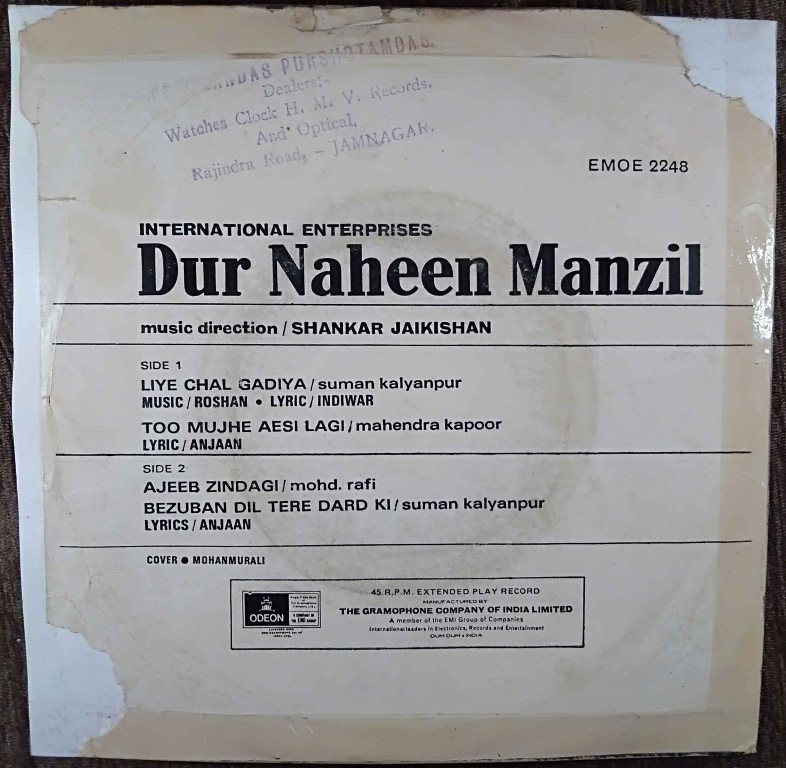 PURSHOTAMDAS.
Dealers:-
Watches Clock H. M. V. Records,
And Optical,
Rajindra Road, - JAMNAGAR.
EMOE 2248
INTERNATIONAL ENTERPRISES
Dur Naheen Manzil
music direction / SHANKAR JAIKISHAN
SIDE 1
LIYE CHAL GADIYA / suman kalyanpur
MUSIC / ROSHAN • LYRIC / INDIWAR
TOO MUJHE AESI LAGI / mahendra kapoor
LYRIC / ANJAAN
SIDE 2
AJEEB ZINDAGI / mohd. rafi
BEZUBAN DIL TERE DARD KI / suman kalyanpur
LYRICS / ANJAAN
COVER • MOHANMURALI
ODEON
45 R.P.M. EXTENDED PLAY RECORD
MANUFACTURED BY
THE GRAMOPHONE COMPANY OF INDIA LIMITED
A member of the EMI Group of Companies
International leaders in Electronics, Records and Entertainment
DUM DUM • INDIA